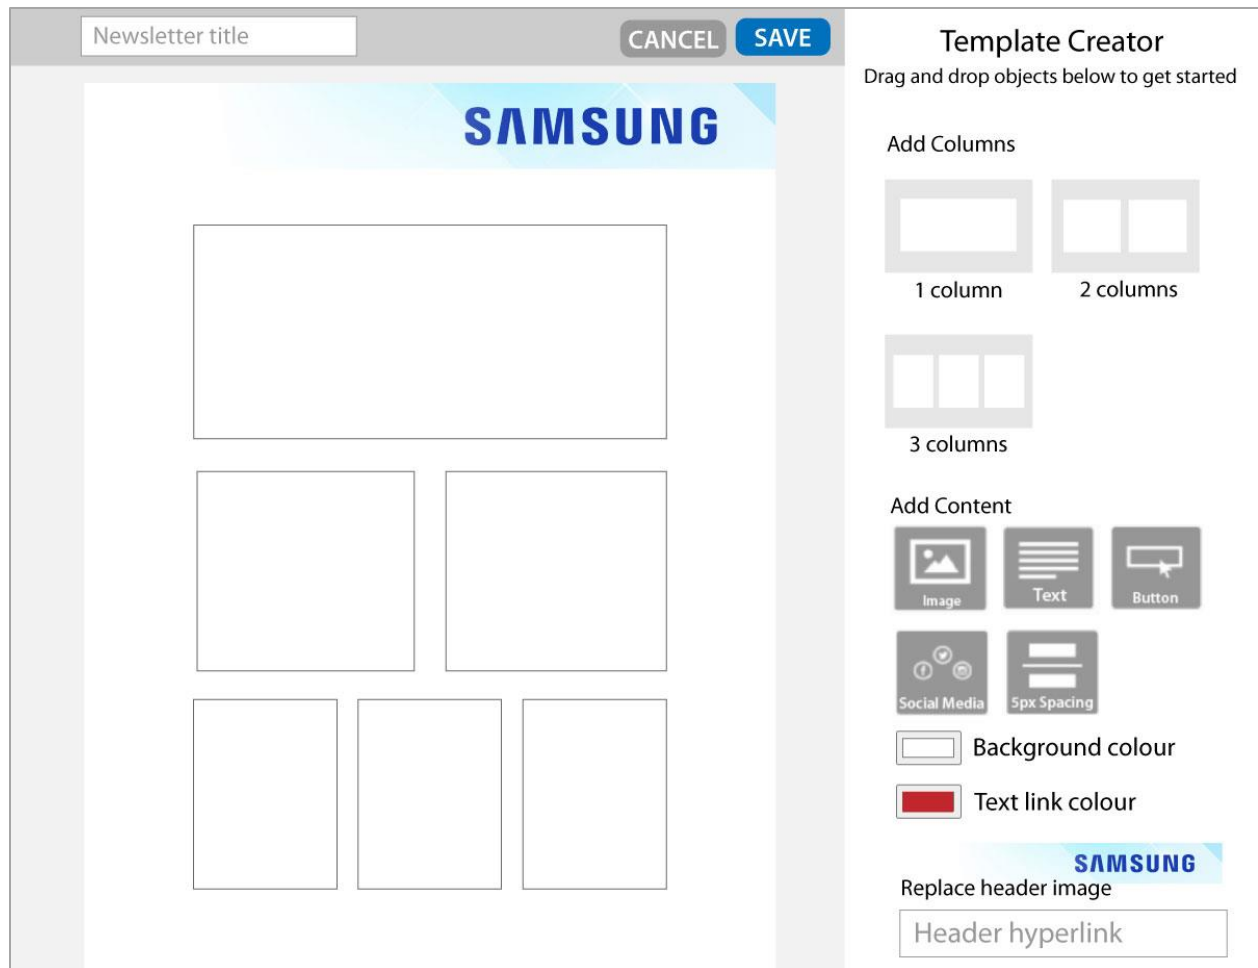 Newsletter title
CANCEL
SAVE
SAMSUNG
Template Creator
Drag and drop objects below to get started
Add Columns
1 column
2 columns
3 columns
Add Content
Image
Text
Button
Social Media
5px Spacing
Background colour
Text link colour
SAMSUNG
Replace header image
Header hyperlink